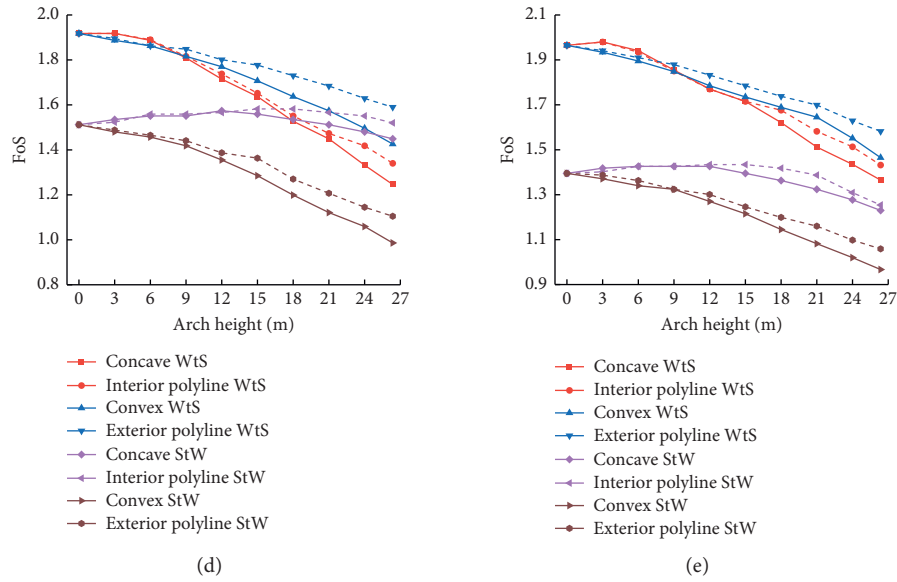 2.0
1.8
1.6
1.4
1.2
1.0
0.8
FoS
0 3 6 9 12 15 18 21 24 27
Arch height (m)
Concave WtS
Interior polyline WtS
Convex WtS
Exterior polyline WtS
Concave StW
Interior polyline StW
Convex StW
Exterior polyline StW
(d)
2.1
1.9
1.7
1.5
1.3
1.1
0.9
FoS
0 3 6 9 12 15 18 21 24 27
Arch height (m)
Concave WtS
Interior polyline WtS
Convex WtS
Exterior polyline WtS
Concave StW
Interior polyline StW
Convex StW
Exterior polyline StW
(e)